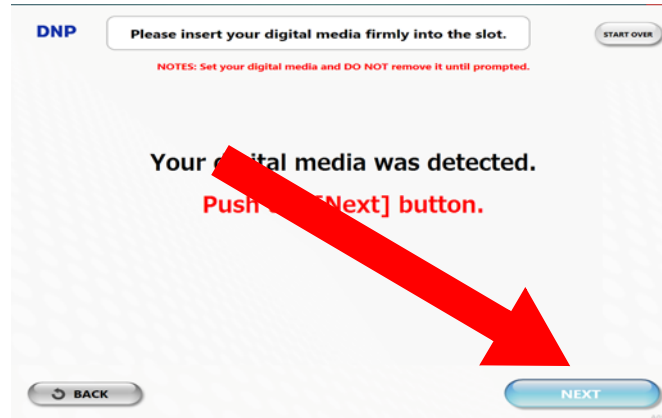 DNP
Please insert your digital media firmly into the slot.
START OVER
NOTES: Set your digital media and DO NOT remove it until prompted.
Your digital media was detected.
Push [Next] button.
BACK
NEXT